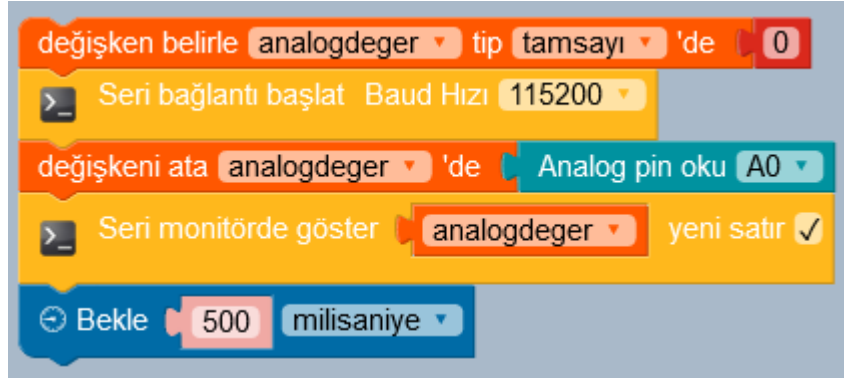 değişken belirle analogdeger tip tamsayı 'de 0
Seri bağlantı başlat Baud Hızı 115200
değişkeni ata analogdeger 'de Analog pin oku A0
Seri monitörde göster analogdeger yeni satır ✓
Bekle 500 milisaniye